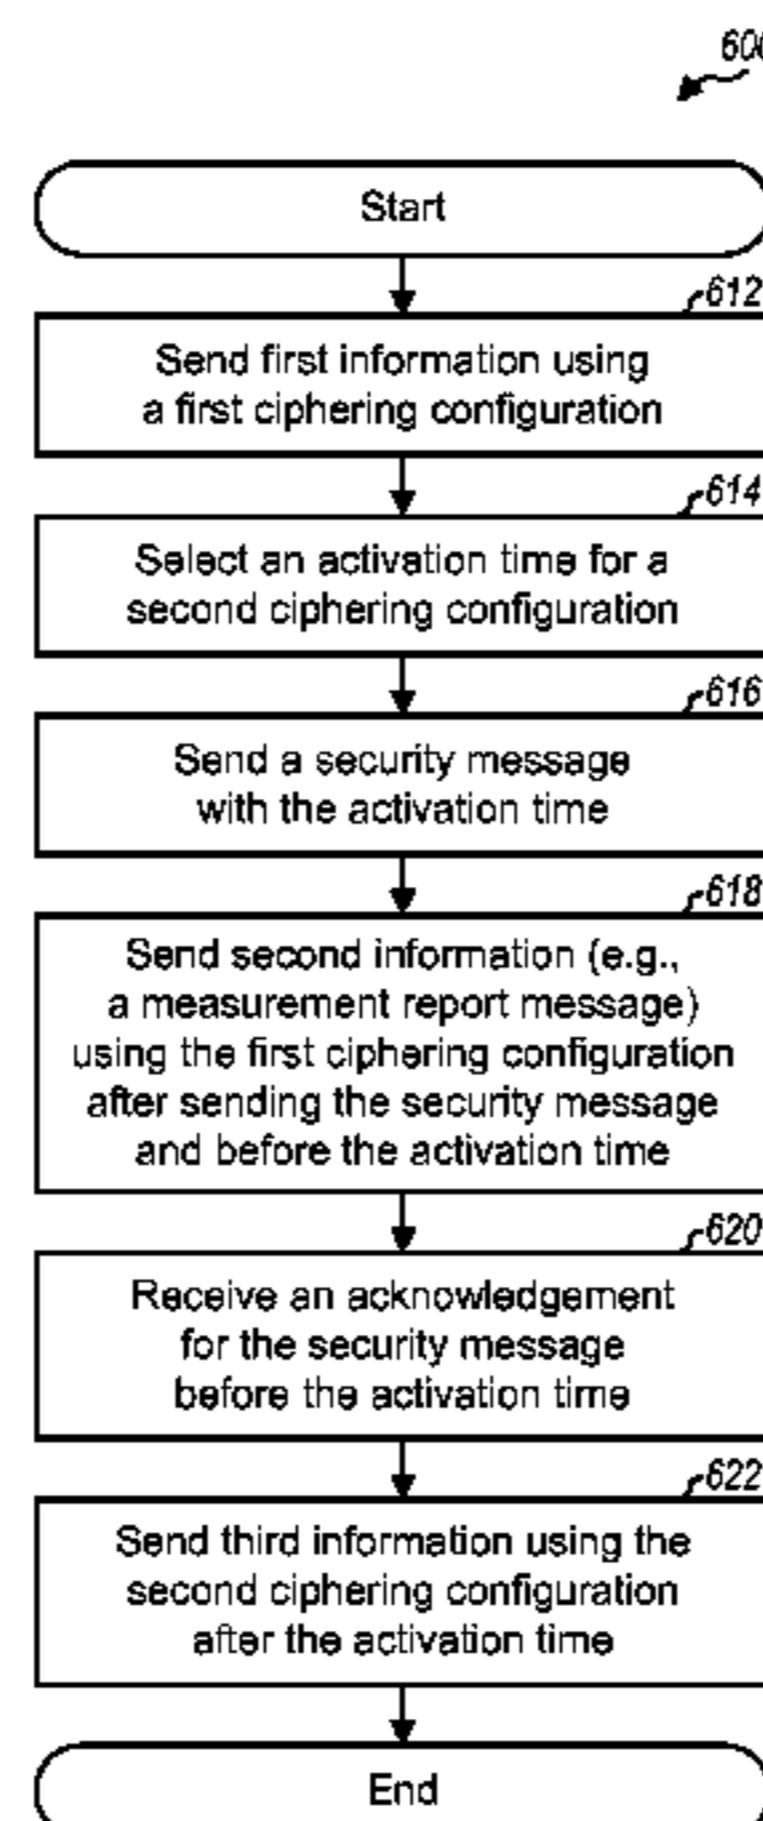 600
Start
612
Send first information using
a first ciphering configuration
614
Select an activation time for a
second ciphering configuration
616
Send a security message
with the activation time
618
Send second information (e.g.,
a measurement report message)
using the first ciphering configuration
after sending the security message
and before the activation time
620
Receive an acknowledgement
for the security message
before the activation time
622
Send third information using the
second ciphering configuration
after the activation time
End